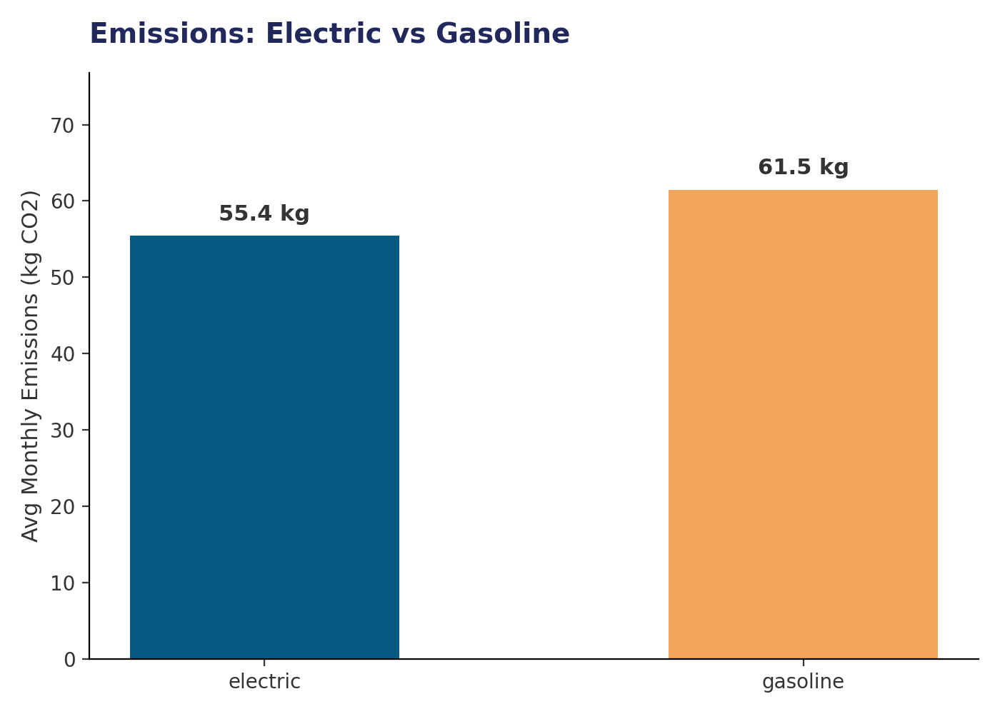 Emissions: Electric vs Gasoline
Avg Monthly Emissions (kg CO2)
70
60
50
40
30
20
10
0
55.4 kg
61.5 kg
electric
gasoline